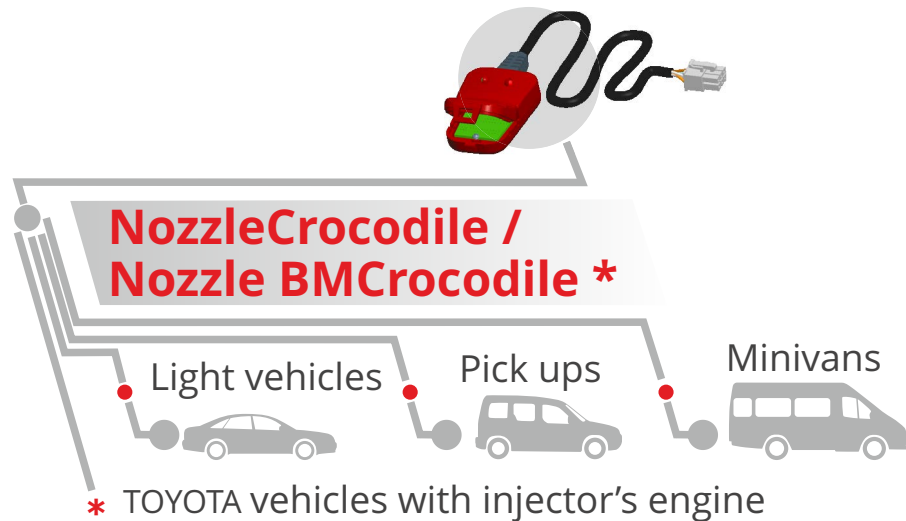 NozzleCrocodile /
Nozzle BMCrocodile *
Light vehicles
Pick ups
Minivans
* TOYOTA vehicles with injector's engine